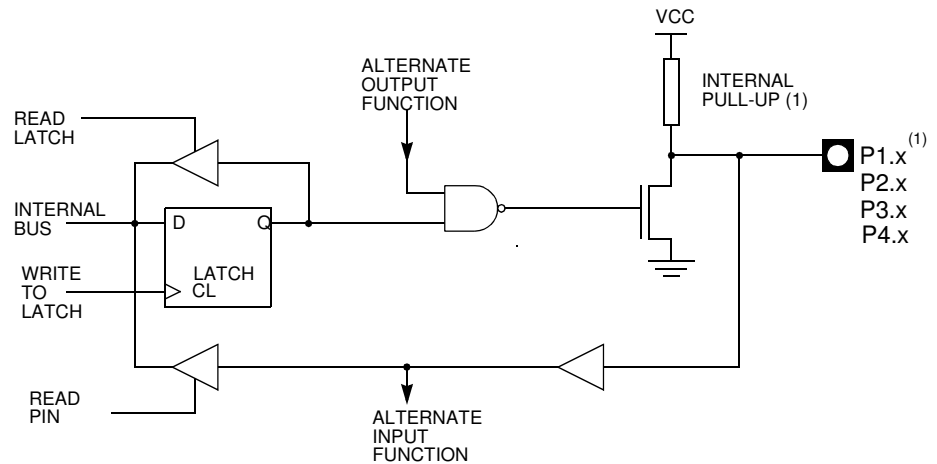 VCC
ALTERNATE
OUTPUT
FUNCTION
INTERNAL
PULL-UP (1)
READ
LATCH
P1.x (1)
P2.x
P3.x
P4.x
INTERNAL
BUS
D
Q
LATCH
CL
WRITE
TO
LATCH
READ
PIN
ALTERNATE
INPUT
FUNCTION